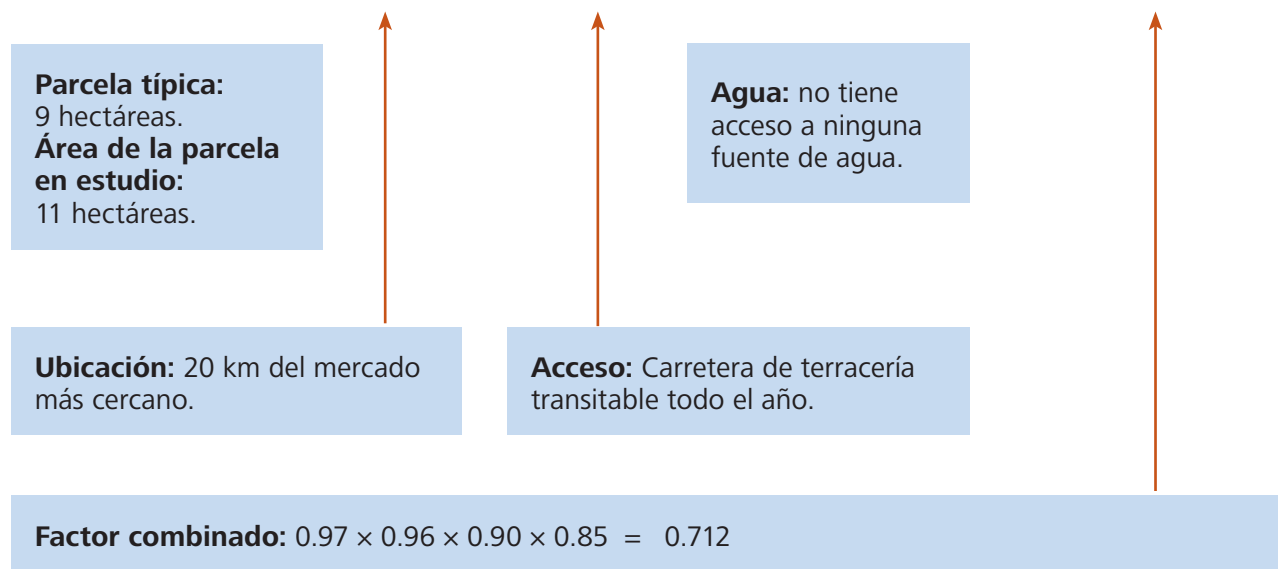 Parcela típica:
9 hectáreas.
Área de la parcela
en estudio:
11 hectáreas.
Agua: no tiene
acceso a ninguna
fuente de agua.
Ubicación: 20 km del mercado
más cercano.
Acceso: Carretera de terracería
transitable todo el año.
Factor combinado: 0.97 × 0.96 × 0.90 × 0.85 = 0.712